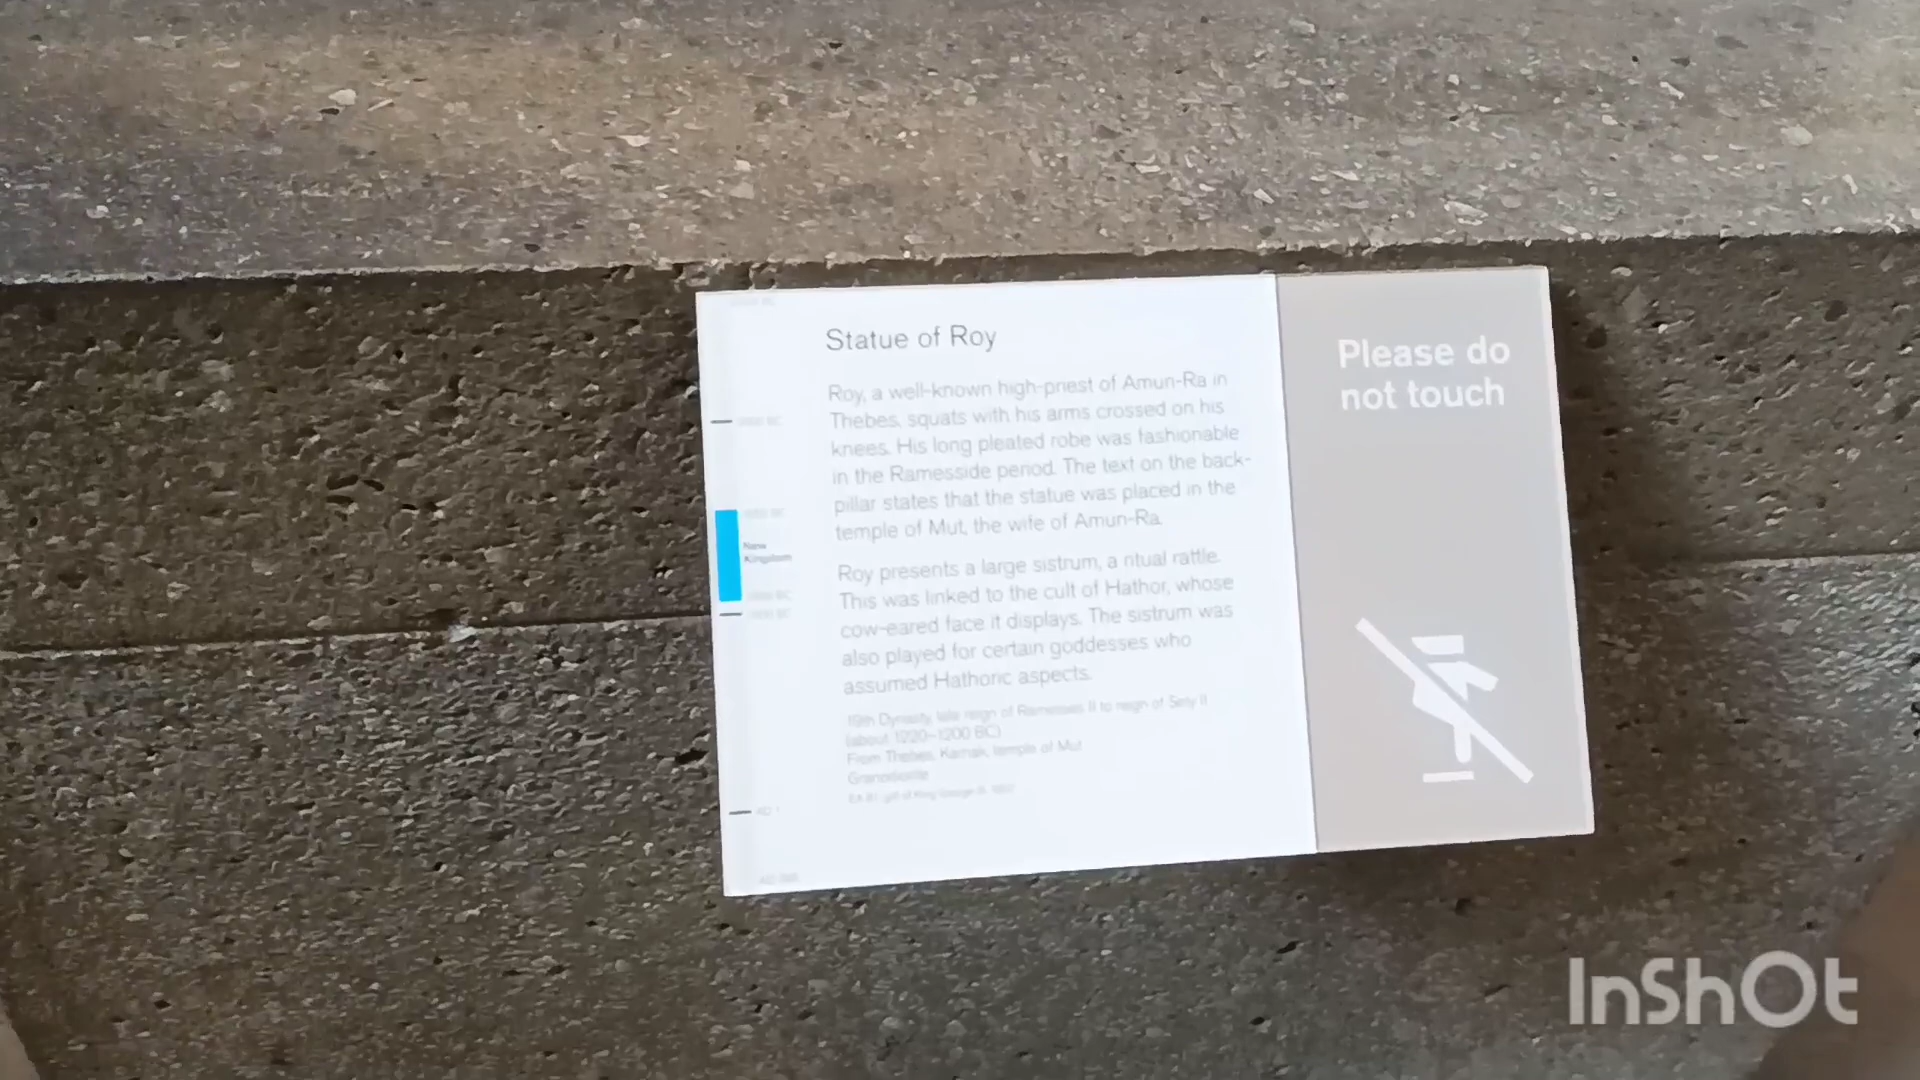 Statue of Roy
Roy, a well-known high-priest of Amun-Ra in
Thebes, squats with his arms crossed on his
knees. His long pleated robe was fashionable
in the Ramesside period. The text on the back-
pillar states that the statue was placed in the
temple of Mut, the wife of Amun-Ra.
Roy presents a large sistrum, a ritual rattle.
This was linked to the cult of Hathor, whose
cow-eared face it displays. The sistrum was
also played for certain goddesses who
assumed Hathoric aspects.
19th Dynasty, late reign of Ramesses II to reign of Sety II
(about 1220–1200 BC)
From Thebes, Karnak, temple of Mut
Granodiorite
New
Kingdom
Please do
not touch
InShOt